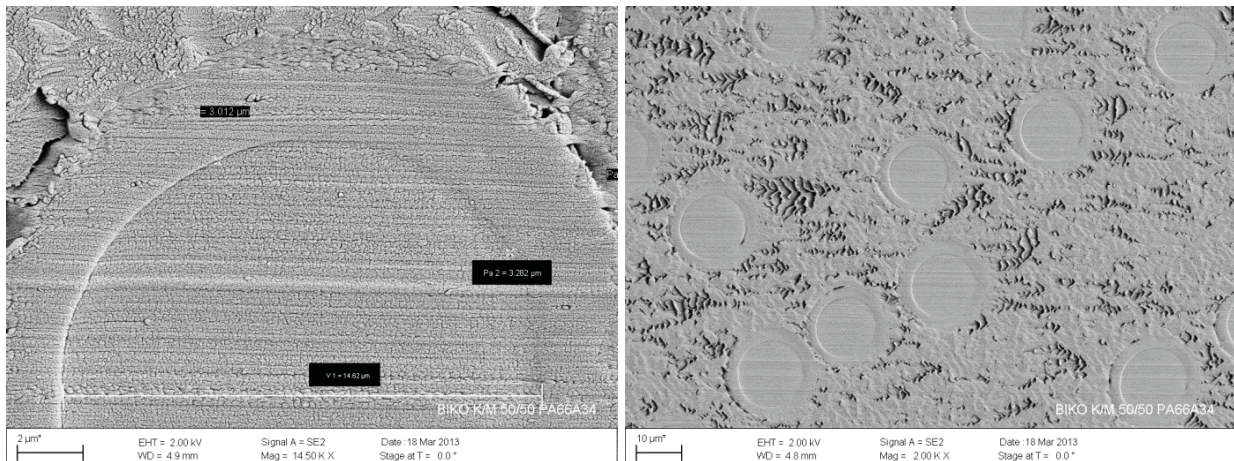 = 3.012 µm
Pa
Pa 2 = 3.282 µm
V 1 = 14.62 µm
BIKO K/M 50/50 PA66A34
2 µm*
EHT = 2.00 kV
WD = 4.9 mm
Signal A = SE2
Mag = 14.50 K X
Date :18 Mar 2013
Stage at T = 0.0 °
BIKO K/M 50/50 PA66A34
10 µm*
EHT = 2.00 kV
WD = 4.8 mm
Signal A = SE2
Mag = 2.00 K X
Date :18 Mar 2013
Stage at T = 0.0 °